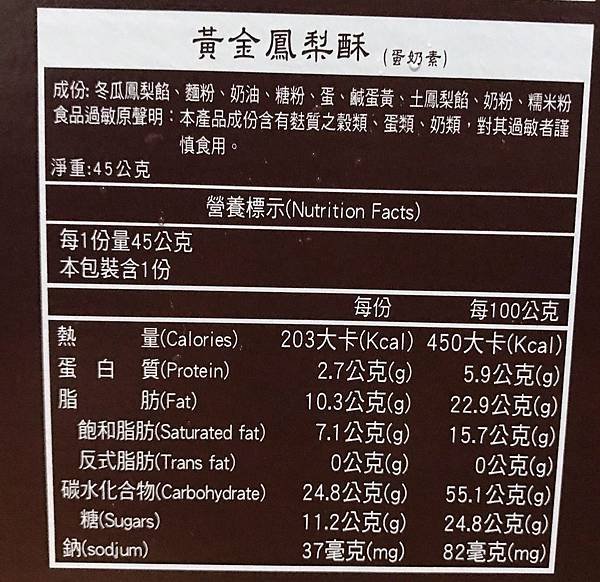 黃金鳳梨酥 (蛋奶素)
成份: 冬瓜鳳梨餡、麵粉、奶油、糖粉、蛋、鹹蛋黃、土鳳梨餡、奶粉、糯米粉
食品過敏原聲明：本產品成份含有麩質之穀類、蛋類、奶類，對其過敏者謹
慎食用。
淨重:45公克
營養標示(Nutrition Facts)
每1份量45公克
本包裝含1份
每份 每100公克
熱量(Calories) 203大卡(Kcal) 450大卡(Kcal)
蛋白質(Protein) 2.7公克(g) 5.9公克(g)
脂肪(Fat) 10.3公克(g) 22.9公克(g)
飽和脂肪(Saturated fat) 7.1公克(g) 15.7公克(g)
反式脂肪(Trans fat) 0公克(g) 0公克(g)
碳水化合物(Carbohydrate) 24.8公克(g) 55.1公克(g)
糖(Sugars) 11.2公克(g) 24.8公克(g)
鈉(sodjum) 37毫克(mg) 82毫克(mg)